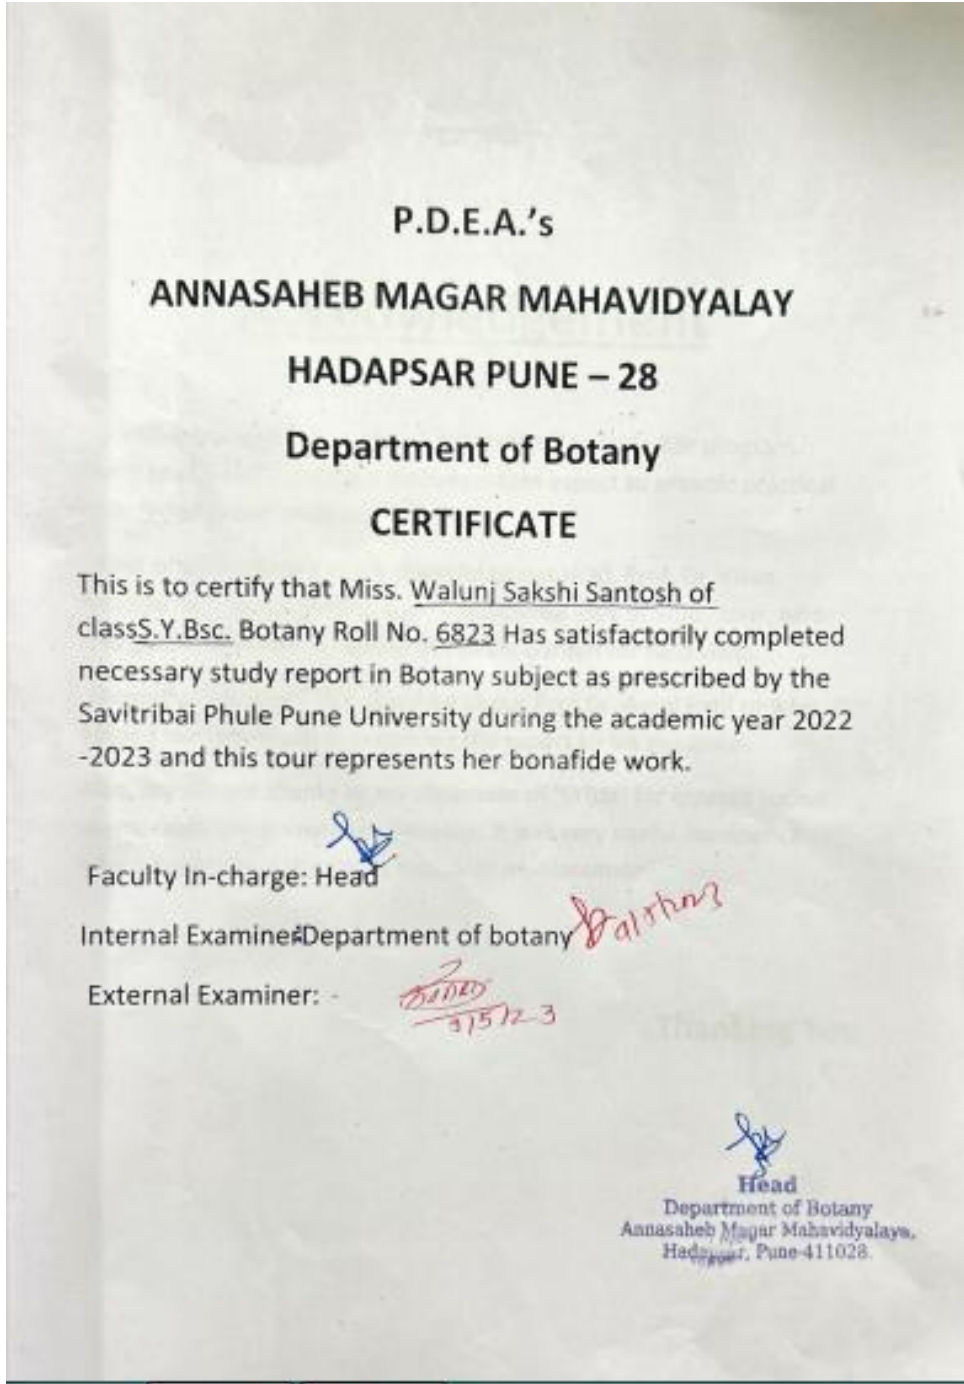 P.D.E.A.'s
ANNASAHEB MAGAR MAHAVIDYALAY
HADAPSAR PUNE – 28
Department of Botany
CERTIFICATE
This is to certify that Miss. Walunj Sakshi Santosh of
classS.Y.Bsc. Botany Roll No. 6823 Has satisfactorily completed
necessary study report in Botany subject as prescribed by the
Savitribai Phule Pune University during the academic year 2022
-2023 and this tour represents her bonafide work.
Faculty In-charge: Head
Internal Examiner:Department of botany
External Examiner: -
9/5/23
Head
Department of Botany
Annasaheb Magar Mahavidyalaya,
Hadapsar, Pune-411028.